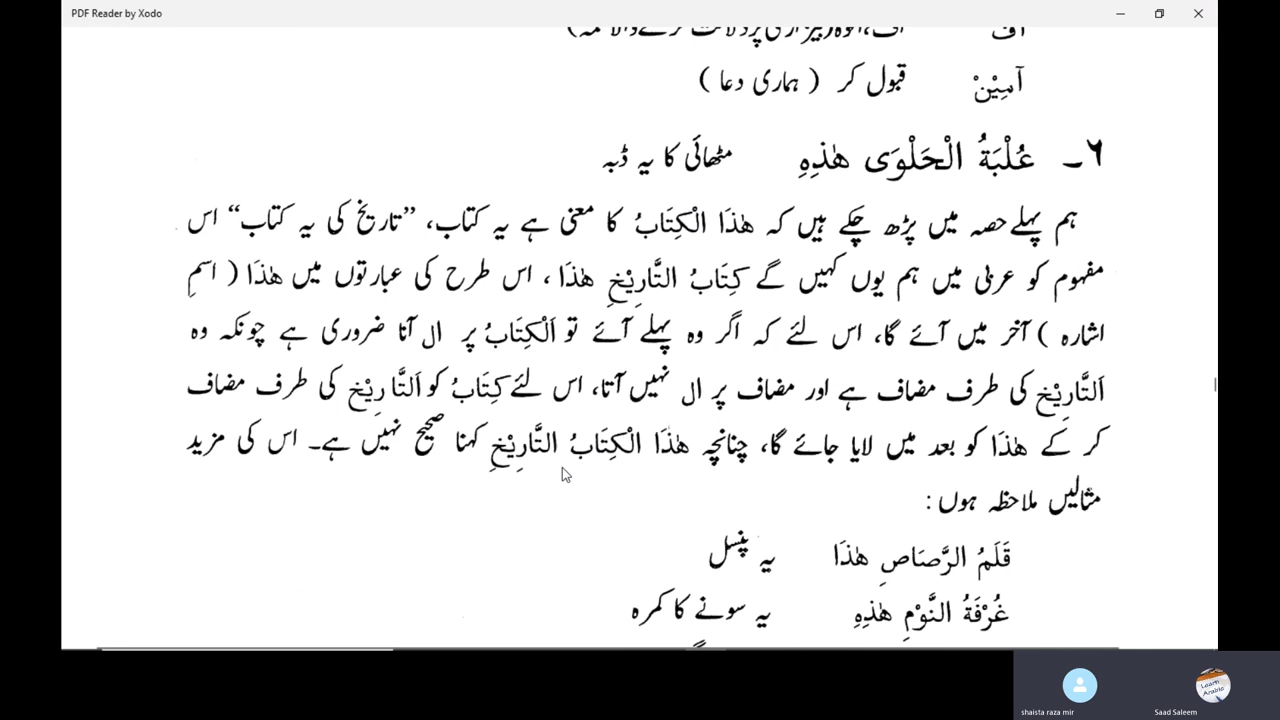 PDF Reader by Xodo
آمِيْنْ قبول کر ( ہماری دعا )
٦ـ عُلْبَةُ الْحَلْوَى هٰذِهِ مٹھائی کا یہ ڈبہ
ہم پہلے حصہ میں پڑھ چکے ہیں کہ هٰذَا الْكِتَابُ کا معنی ہے یہ کتاب، ”تاریخ کی یہ کتاب“ اس
مفہوم کو عربی میں ہم یوں کہیں گے كِتَابُ التَّارِيْخِ هٰذَا ، اس طرح کی عبارتوں میں هٰذَا ( اسمِ
اشارہ ) آخر میں آئے گا، اس لئے کہ اگر وہ پہلے آئے تو اَلْكِتَابُ پر ال آنا ضروری ہے چونکہ وہ
اَلتَّارِيْخِ کی طرف مضاف ہے اور مضاف پر ال نہیں آتا، اس لئے كِتَابُ کو اَلتَّارِيْخِ کی طرف مضاف
کر کے هٰذَا کو بعد میں لایا جائے گا، چنانچہ هٰذَا الْكِتَابُ التَّارِيْخِ کہنا صحیح نہیں ہے۔ اس کی مزید
مثالیں ملاحظہ ہوں :
قَلَمُ الرَّصَاصِ هٰذَا یہ پنسل
غُرْفَةُ النَّوْمِ هٰذِهِ یہ سونے کا کمرہ
shaista raza mir
Saad Saleem
Learn Arabic